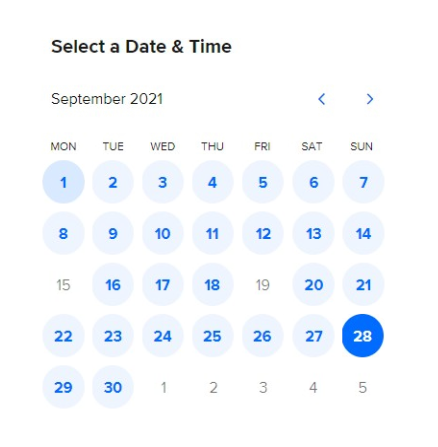 Select a Date & Time
September 2021
MON TUE WED THU FRI SAT SUN
1 2 3 4 5 6 7
8 9 10 11 12 13 14
15 16 17 18 19 20 21
22 23 24 25 26 27 28
29 30 1 2 3 4 5